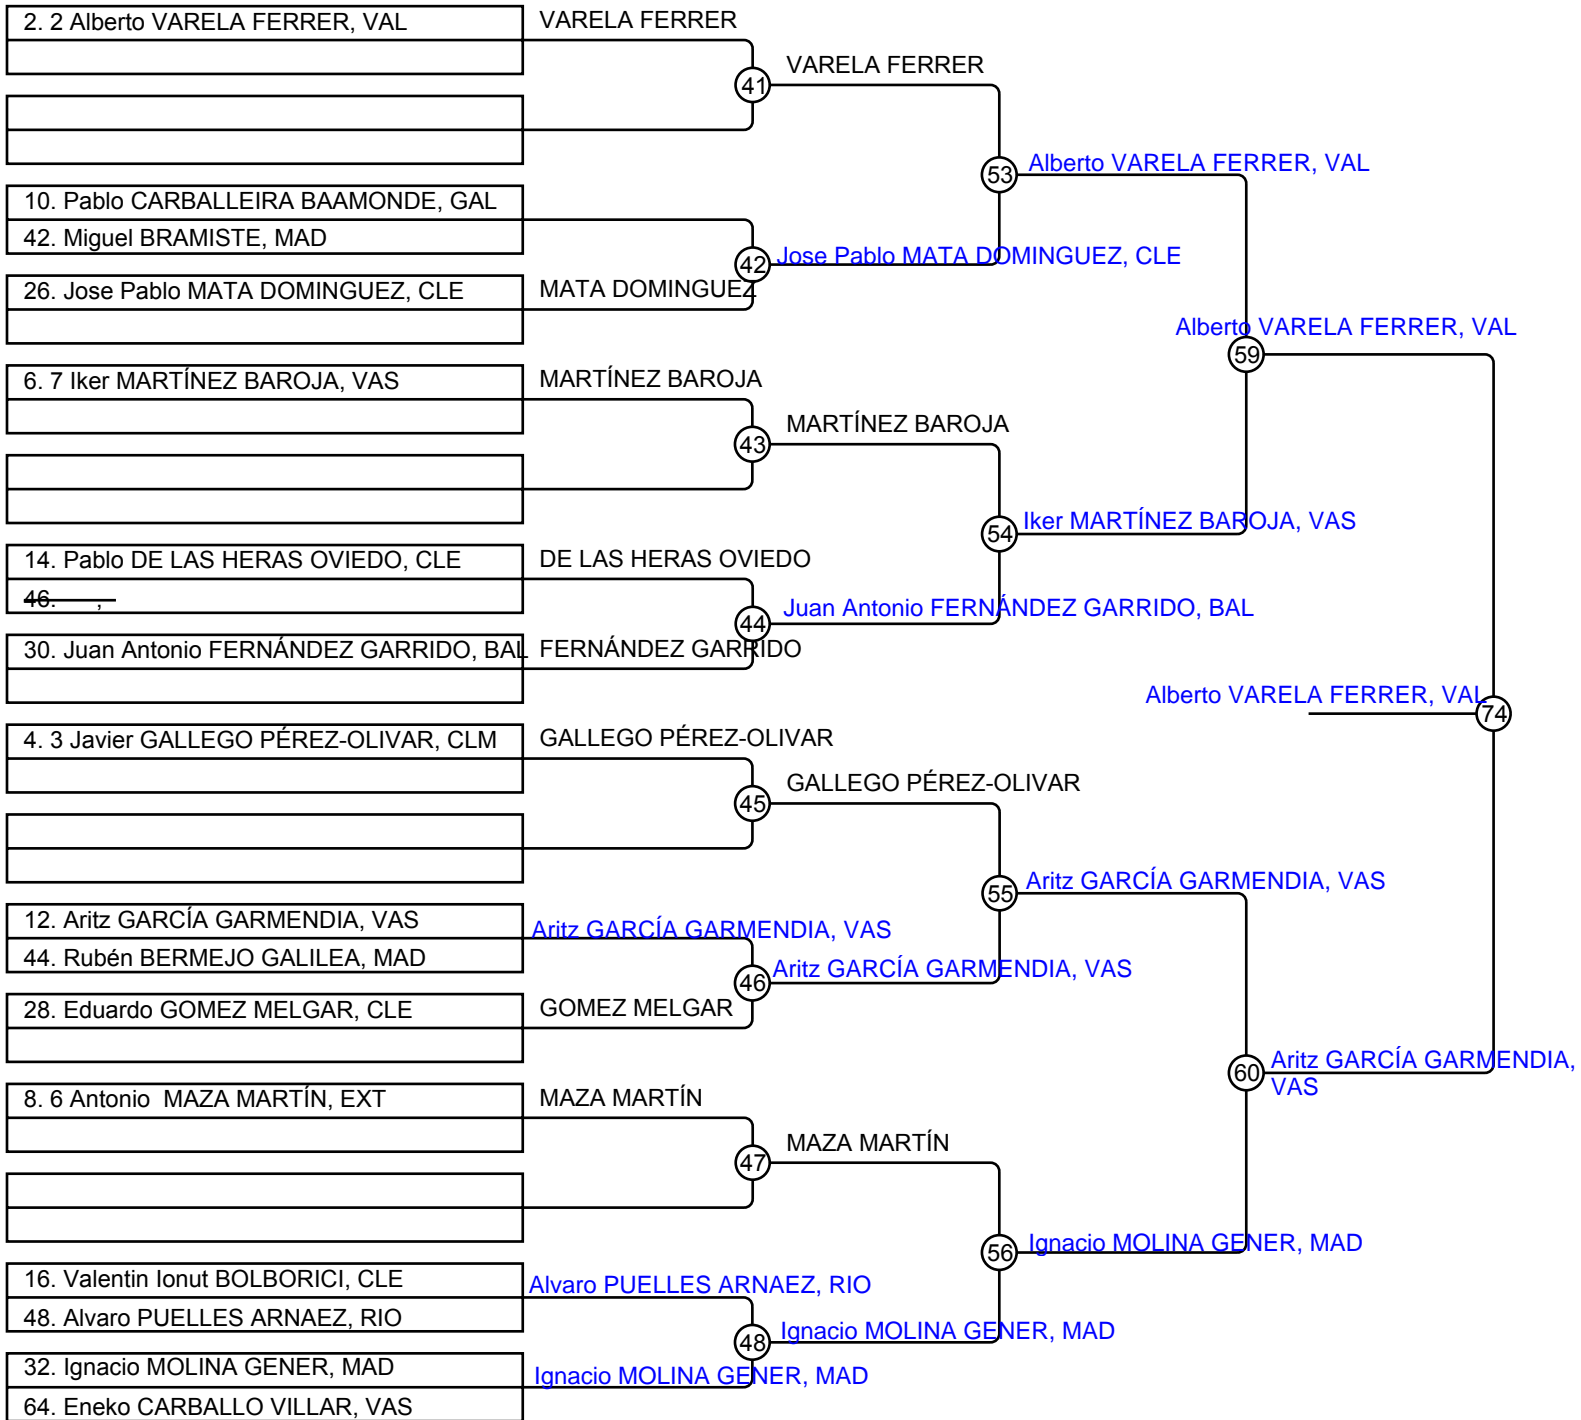 2. 2 Alberto VARELA FERRER, VAL
VARELA FERRER
41
VARELA FERRER
53
Alberto VARELA FERRER, VAL
10. Pablo CARBALLEIRA BAAMONDE, GAL
42. Miguel BRAMISTE, MAD
42
Jose Pablo MATA DOMINGUEZ, CLE
26. Jose Pablo MATA DOMINGUEZ, CLE
MATA DOMINGUEZ
Alberto VARELA FERRER, VAL
59
6. 7 Iker MARTÍNEZ BAROJA, VAS
MARTÍNEZ BAROJA
43
MARTÍNEZ BAROJA
54
Iker MARTÍNEZ BAROJA, VAS
14. Pablo DE LAS HERAS OVIEDO, CLE
DE LAS HERAS OVIEDO
46. ,
44
Juan Antonio FERNÁNDEZ GARRIDO, BAL
30. Juan Antonio FERNÁNDEZ GARRIDO, BAL
FERNÁNDEZ GARRIDO
Alberto VARELA FERRER, VAL
74
4. 3 Javier GALLEGO PÉREZ-OLIVAR, CLM
GALLEGO PÉREZ-OLIVAR
45
GALLEGO PÉREZ-OLIVAR
55
Aritz GARCÍA GARMENDIA, VAS
12. Aritz GARCÍA GARMENDIA, VAS
Aritz GARCÍA GARMENDIA, VAS
44. Rubén BERMEJO GALILEA, MAD
46
Aritz GARCÍA GARMENDIA, VAS
28. Eduardo GOMEZ MELGAR, CLE
GOMEZ MELGAR
60
Aritz GARCÍA GARMENDIA,
VAS
8. 6 Antonio  MAZA MARTÍN, EXT
MAZA MARTÍN
47
MAZA MARTÍN
56
Ignacio MOLINA GENER, MAD
16. Valentin Ionut BOLBORICI, CLE
Alvaro PUELLES ARNAEZ, RIO
48. Alvaro PUELLES ARNAEZ, RIO
48
Ignacio MOLINA GENER, MAD
32. Ignacio MOLINA GENER, MAD
Ignacio MOLINA GENER, MAD
64. Eneko CARBALLO VILLAR, VAS